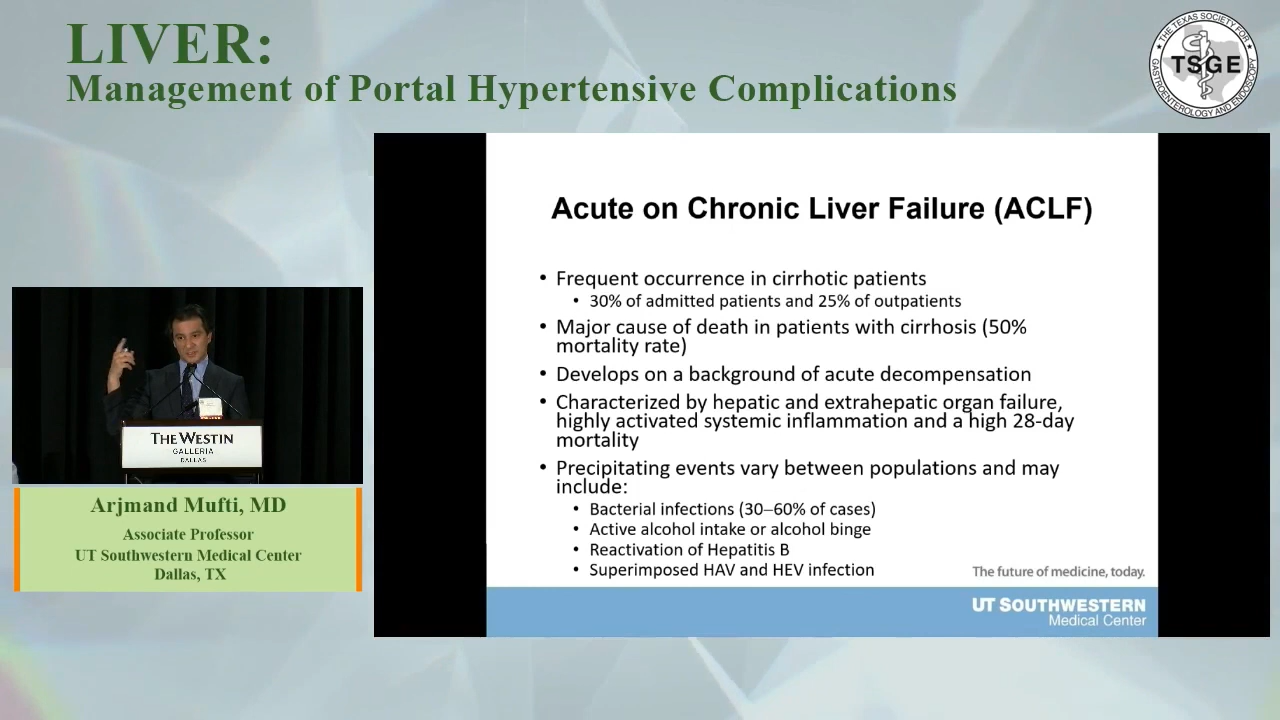 LIVER:
Management of Portal Hypertensive Complications
THE TEXAS SOCIETY FOR
TSGE
GASTROENTEROLOGY AND ENDOSCOPY
Acute on Chronic Liver Failure (ACLF)
• Frequent occurrence in cirrhotic patients
• 30% of admitted patients and 25% of outpatients
• Major cause of death in patients with cirrhosis (50%
mortality rate)
• Develops on a background of acute decompensation
• Characterized by hepatic and extrahepatic organ failure,
highly activated systemic inflammation and a high 28-day
mortality
• Precipitating events vary between populations and may
include:
• Bacterial infections (30–60% of cases)
• Active alcohol intake or alcohol binge
• Reactivation of Hepatitis B
• Superimposed HAV and HEV infection
The future of medicine, today.
UT SOUTHWESTERN
Medical Center
THE WESTIN
GALLERIA
DALLAS
Arjmand Mufti, MD
Associate Professor
UT Southwestern Medical Center
Dallas, TX